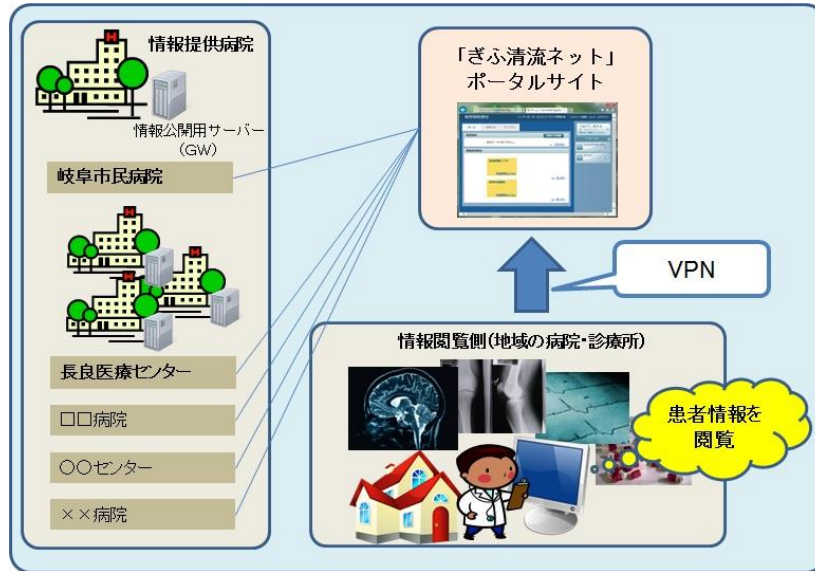 情報提供病院
情報公開用サーバー
(GW)
岐阜市民病院
長良医療センター
□□病院
○○センター
××病院
「ぎふ清流ネット」
ポータルサイト
VPN
情報閲覧側(地域の病院・診療所)
患者情報を
閲覧